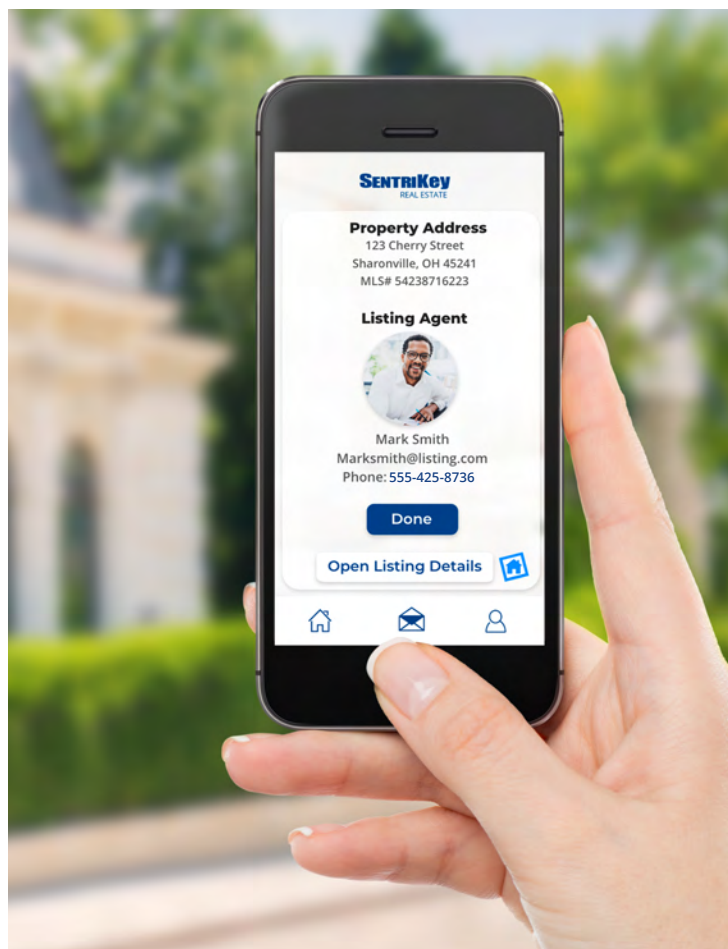 SENTRIKEY
REAL ESTATE
Property Address
123 Cherry Street
Sharonville, OH 45241
MLS# 54238716223
Listing Agent
Mark Smith
Marksmith@listing.com
Phone: 555-425-8736
Done
Open Listing Details